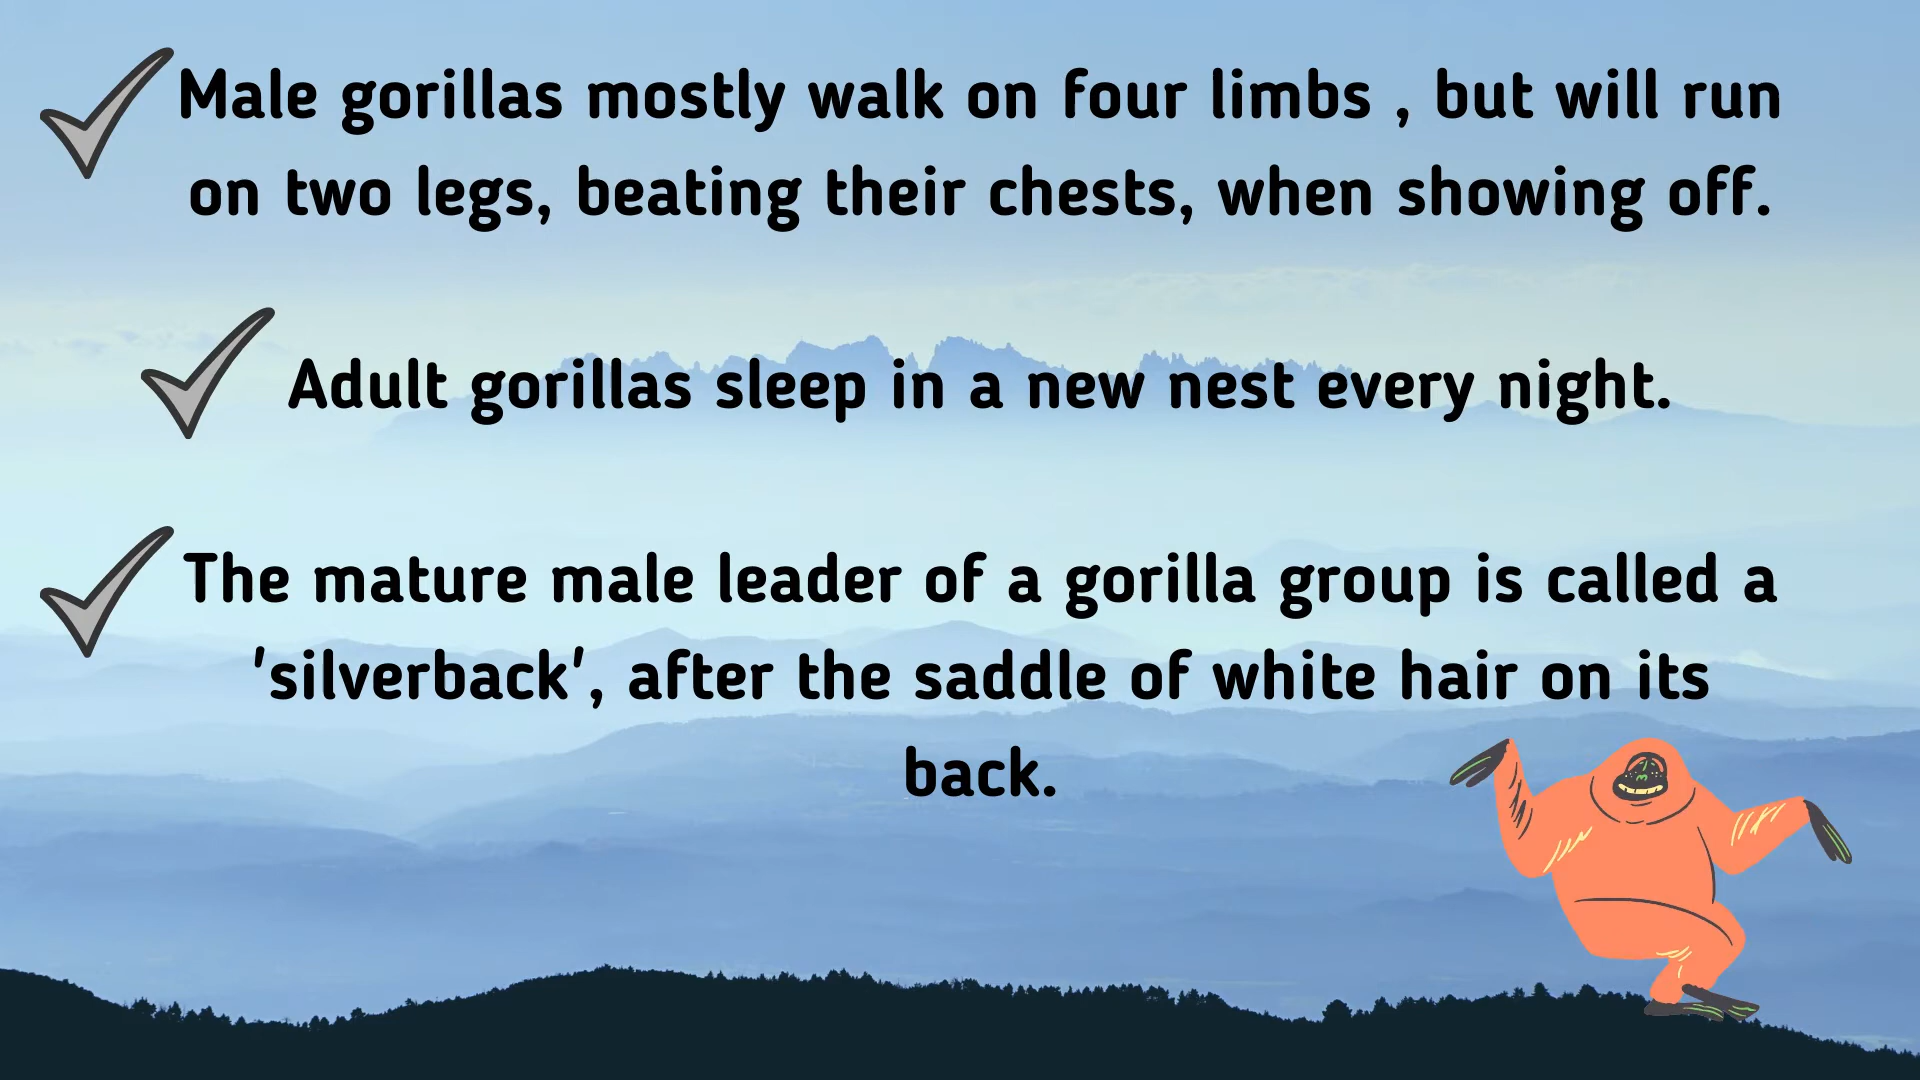 Male gorillas mostly walk on four limbs , but will run
on two legs, beating their chests, when showing off.
Adult gorillas sleep in a new nest every night.
The mature male leader of a gorilla group is called a
'silverback', after the saddle of white hair on its
back.